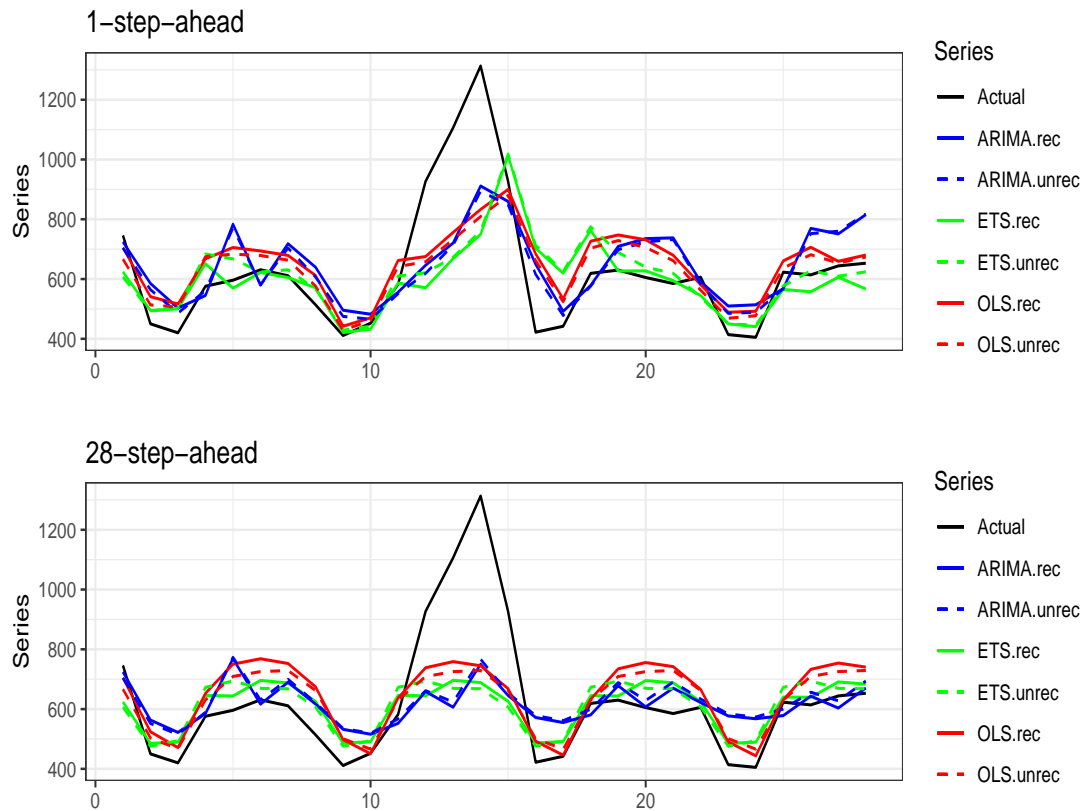 1−step−ahead
Series
1200
1000
800
600
400
0
10
20
Series
Actual
ARIMA.rec
ARIMA.unrec
ETS.rec
ETS.unrec
OLS.rec
OLS.unrec
28−step−ahead
Series
1200
1000
800
600
400
0
10
20
Series
Actual
ARIMA.rec
ARIMA.unrec
ETS.rec
ETS.unrec
OLS.rec
OLS.unrec